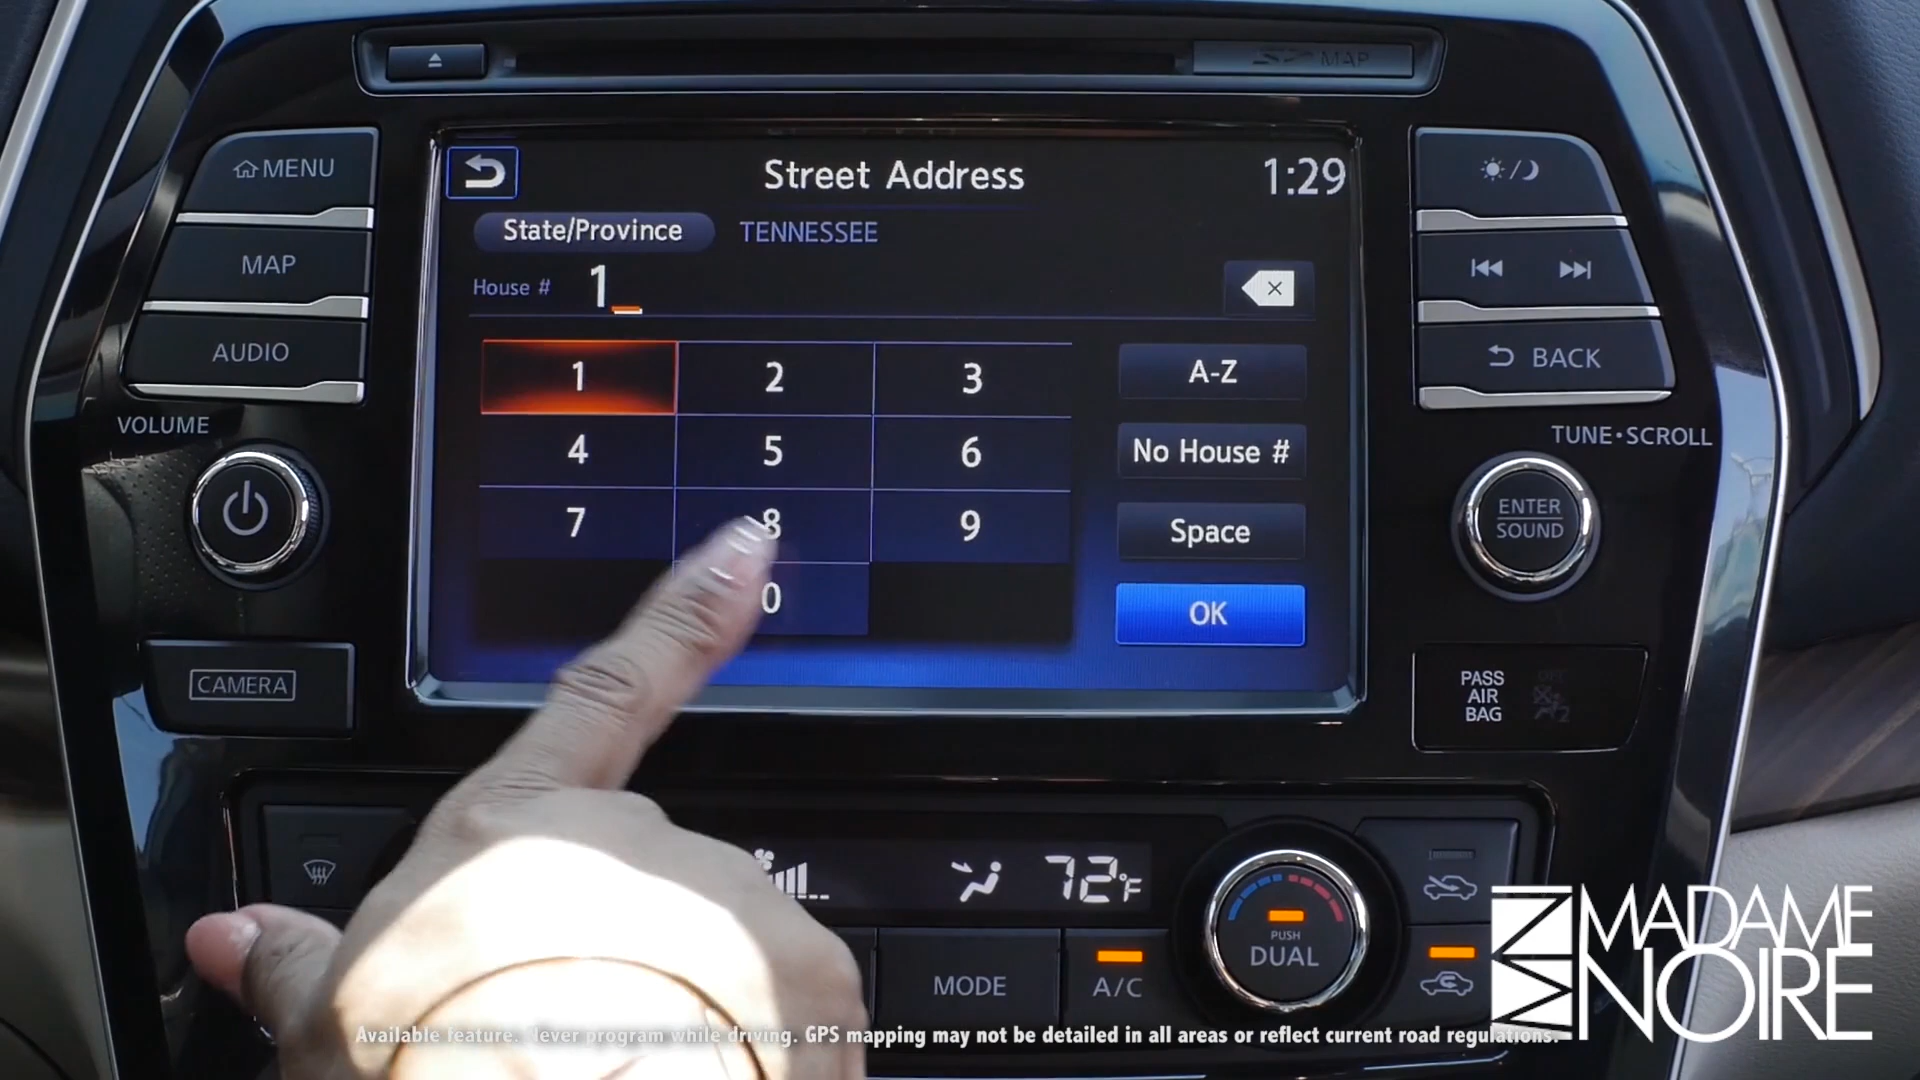 MAP
MENU
MAP
AUDIO
VOLUME
CAMERA
Street Address
1:29
State/Province TENNESSEE
House # 1_
1 2 3
4 5 6
7 8 9
0
A-Z
No House #
Space
OK
BACK
TUNE•SCROLL
ENTER
SOUND
PASS
AIR
BAG
72°F
PUSH
DUAL
MODE
A/C
MADAME
NOIRE
Available feature. Never program while driving. GPS mapping may not be detailed in all areas or reflect current road regulations.